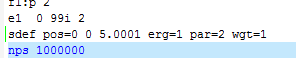 f1:p 2
e1  0 99i 2
sdef pos=0 0 5.0001 erg=1 par=2 wgt=1
nps 1000000